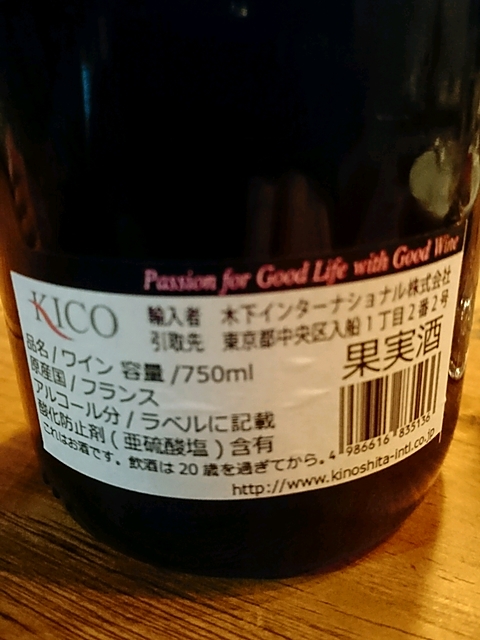 Passion for Good Life with Good Wine
KICO
輸入者 木下インターナショナル株式会社
引取先 東京都中央区入船1丁目2番2号
果実酒
品名/ワイン 容量/750ml
原産国/フランス
アルコール分/ラベルに記載
酸化防止剤(亜硫酸塩)含有
これはお酒です。飲酒は20歳を過ぎてから。
4 986616 835136
http://www.kinoshita-intl.co.jp